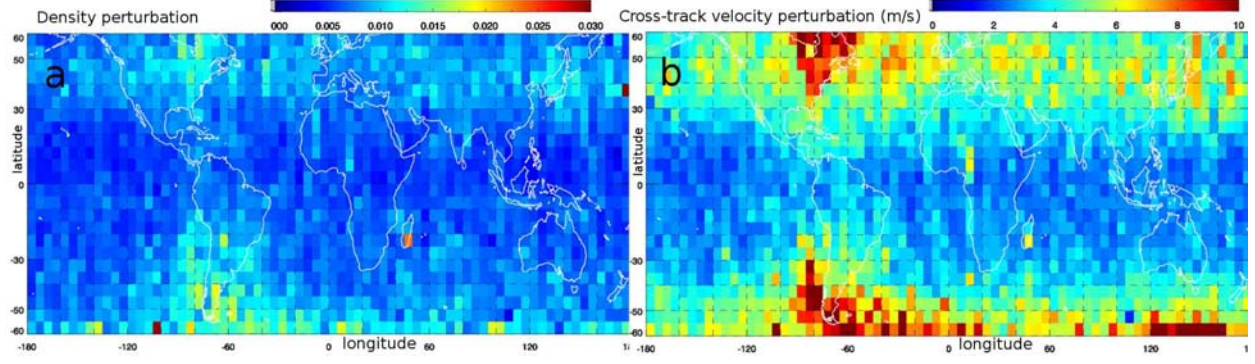 Density perturbation
.000 0.005 0.010 0.015 0.020 0.025 0.030
Cross-track velocity perturbation (m/s)
0 2 4 6 8 10
a
60
50
30
latitude
0
-30
-50
-60
-180 -120 -60 0 60 120
longitude
b
60
50
30
latitude
0
-30
-50
-60
-180 -120 -60 0 60 120
longitude